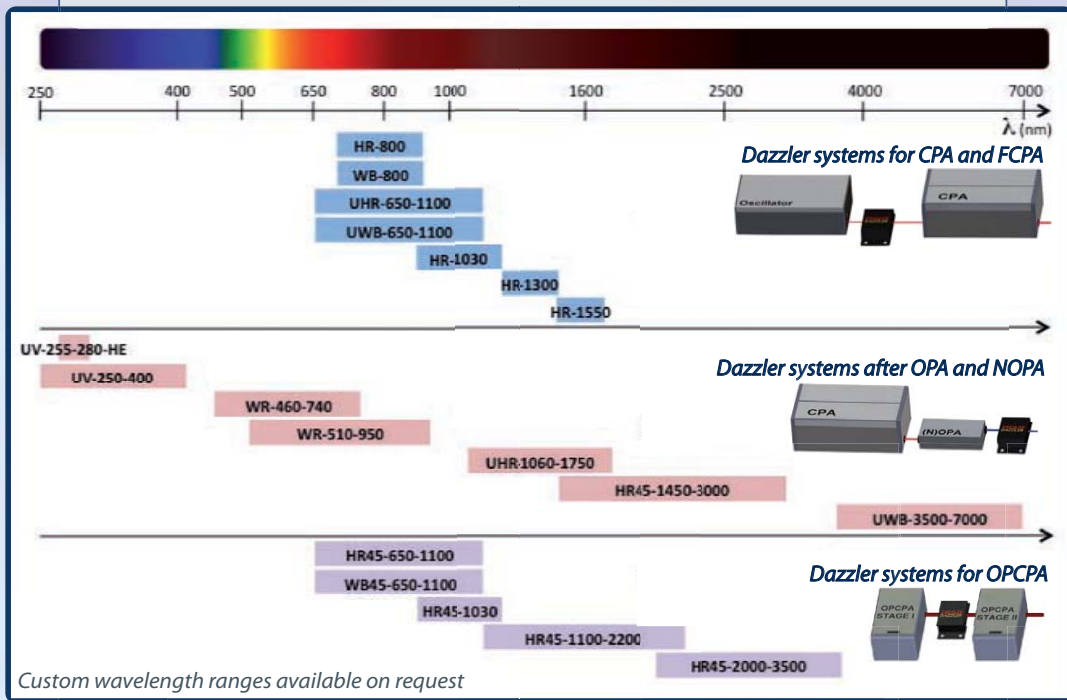 250 400 500 650 800 1000 1600 2500 4000 7000
λ (nm)
HR-800
Dazzler systems for CPA and FCPA
WB-800
UHR-650-1100
Oscillator
CPA
UWB-650-1100
HR-1030
HR-1300
HR-1550
UV-255-280-HE
Dazzler systems after OPA and NOPA
UV-250-400
WR-460-740
CPA
(N)OPA
WR-510-950
UHR-1060-1750
HR45-1450-3000
UWB-3500-7000
HR45-650-1100
Dazzler systems for OPCPA
WB45-650-1100
HR45-1030
OPCPA
STAGE I
OPCPA
STAGE II
HR45-1100-2200
HR45-2000-3500
Custom wavelength ranges available on request